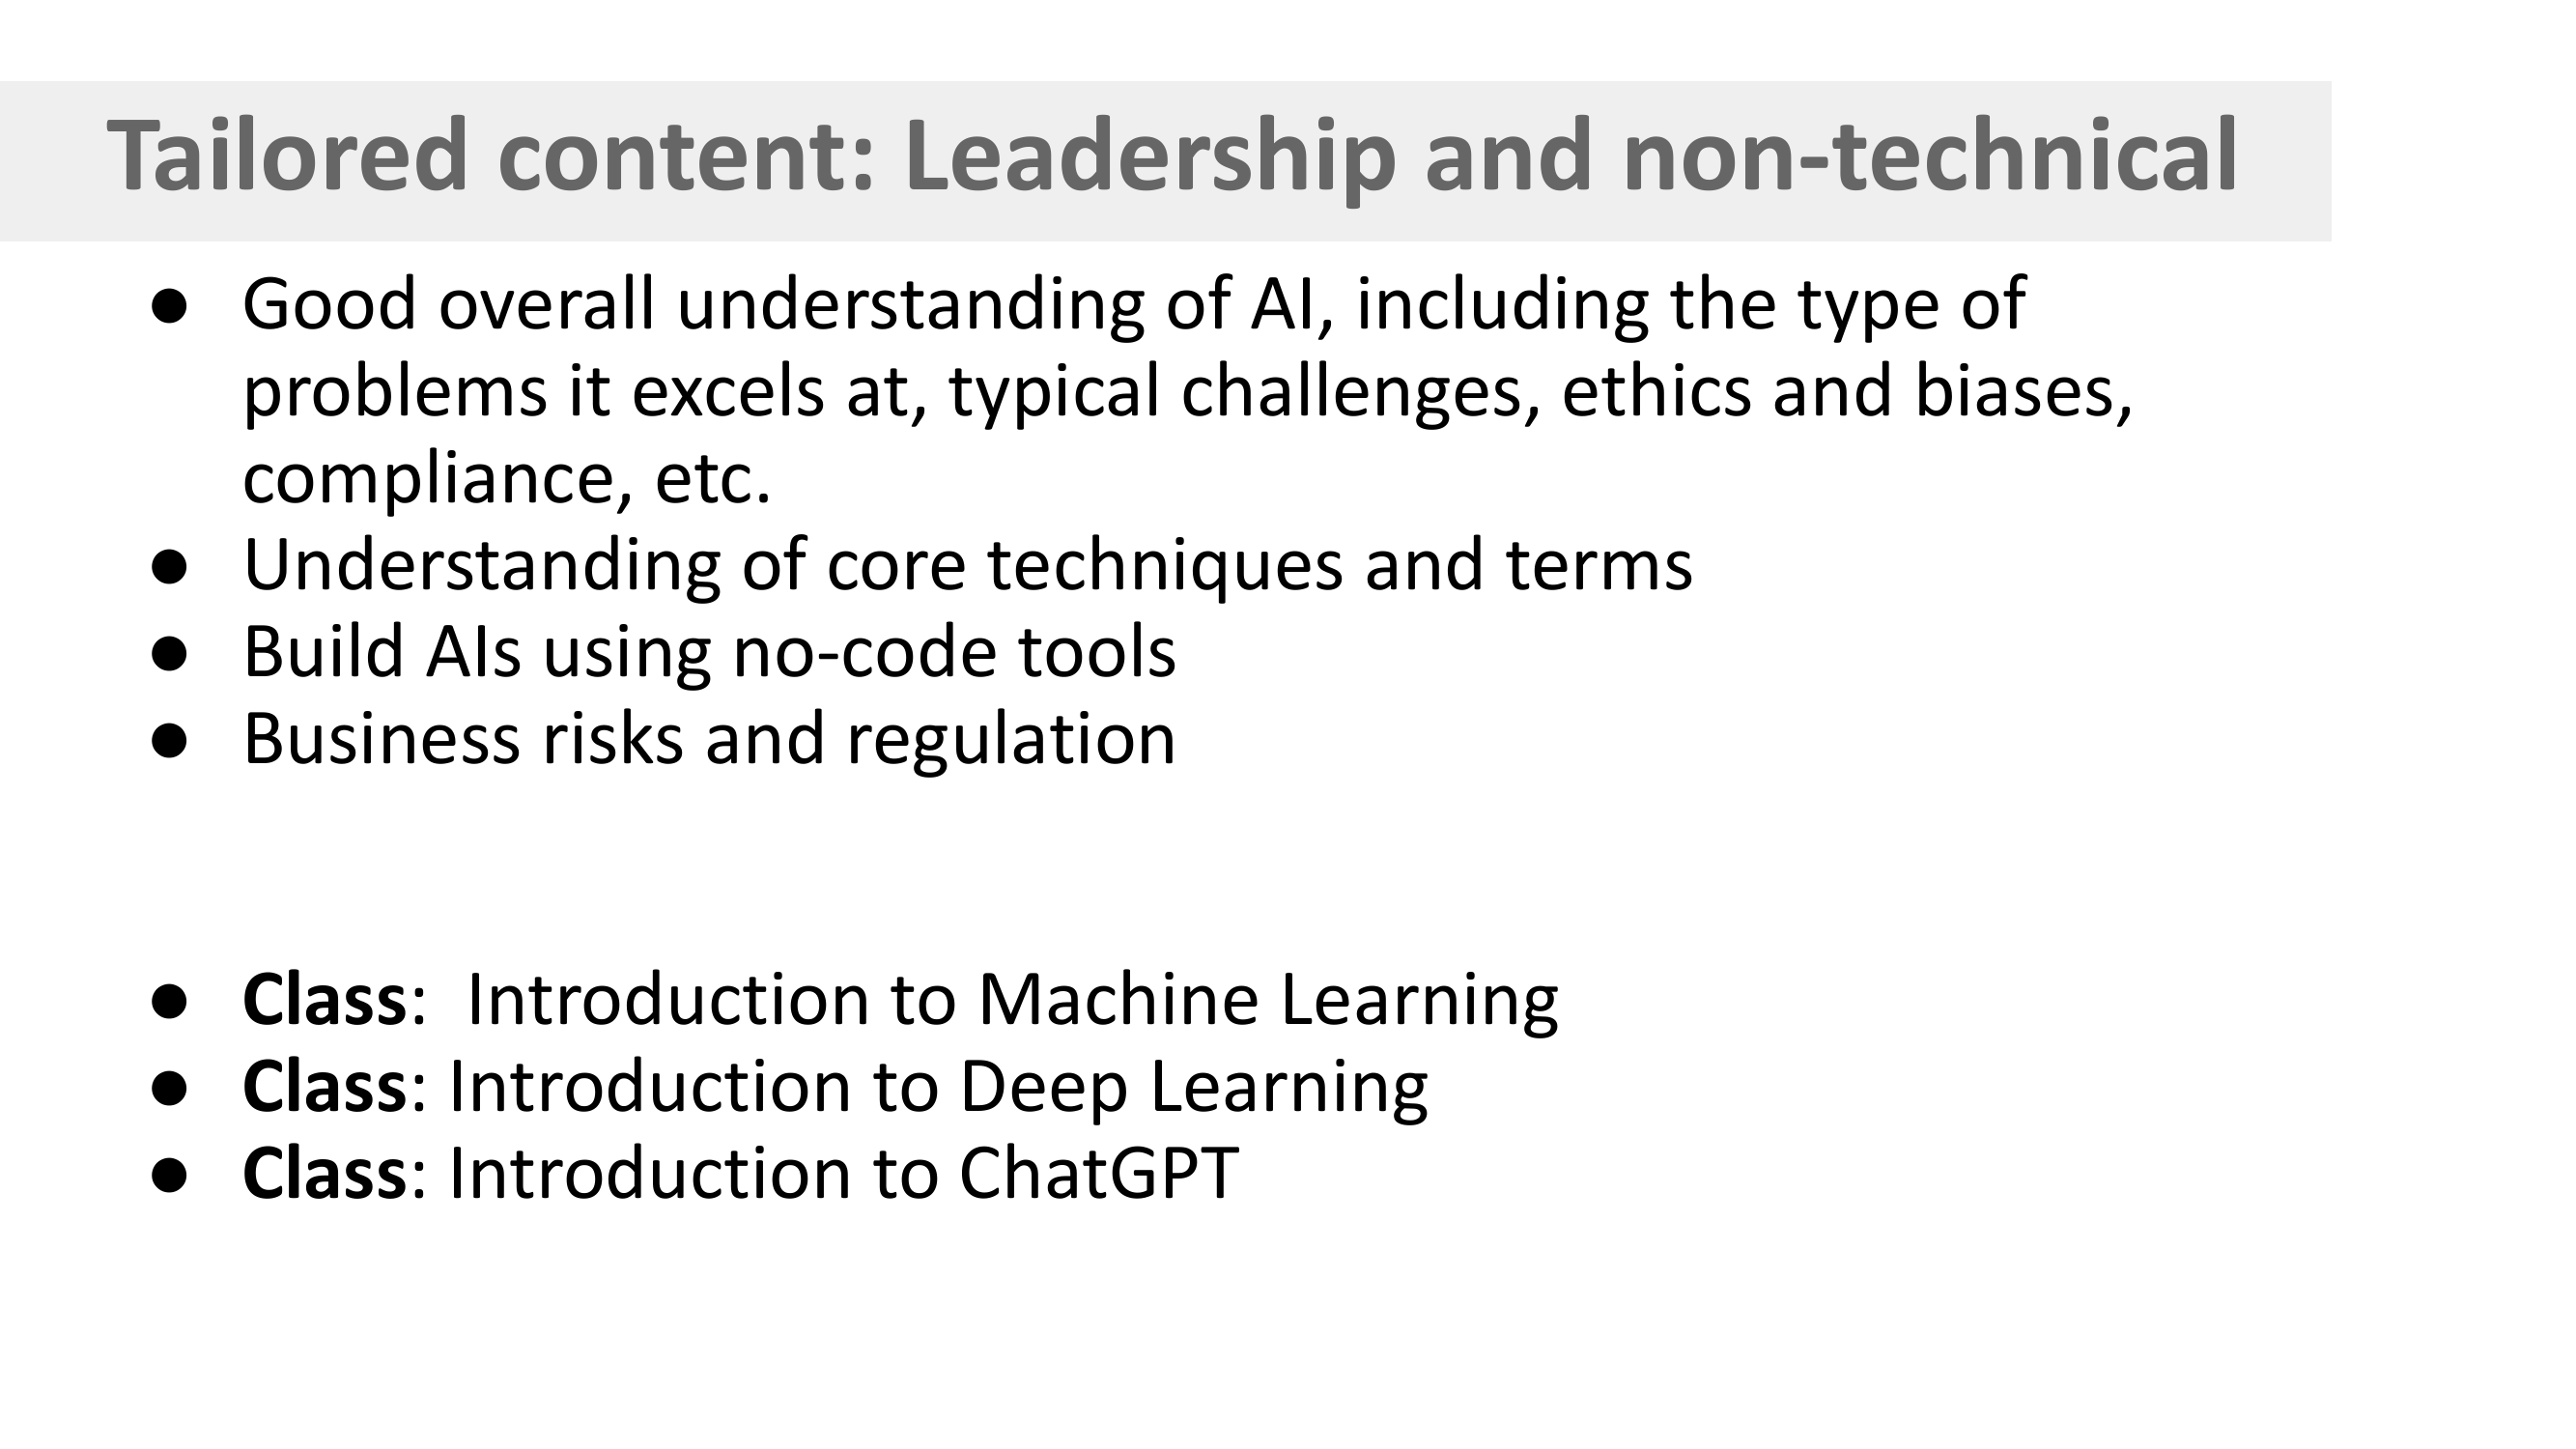 Tailored content: Leadership and non-technical
● Good overall understanding of AI, including the type of
problems it excels at, typical challenges, ethics and biases,
compliance, etc.
● Understanding of core techniques and terms
● Build AIs using no-code tools
● Business risks and regulation
● Class:  Introduction to Machine Learning
● Class: Introduction to Deep Learning
● Class: Introduction to ChatGPT